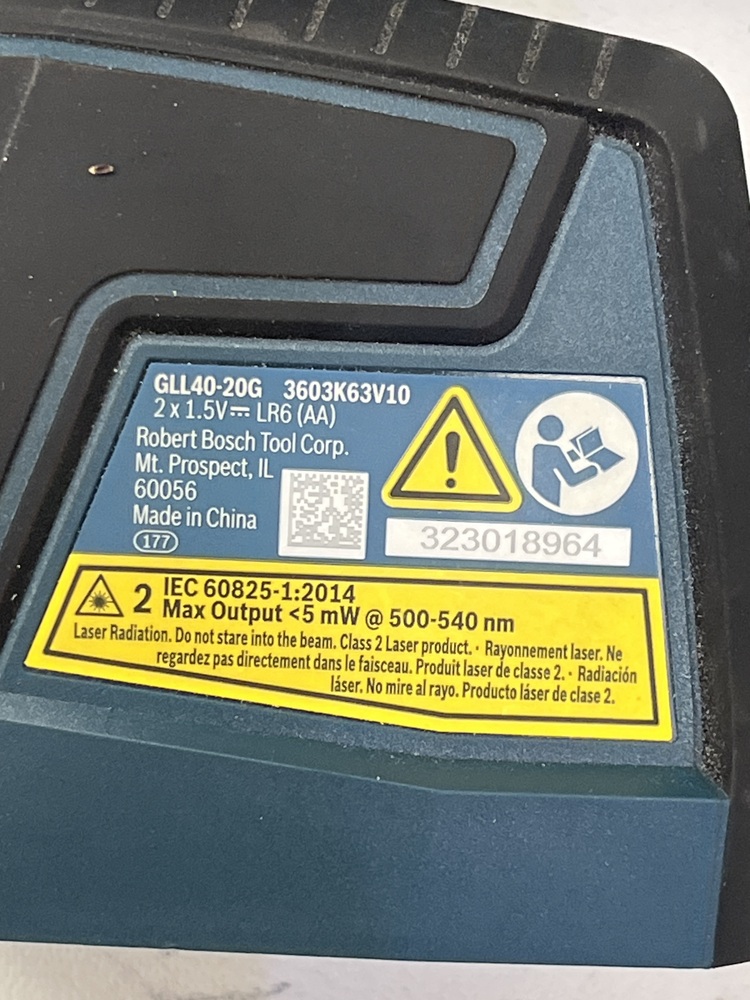 GLL40-20G 3603K63V10
2 x 1.5V⎓ LR6 (AA)
Robert Bosch Tool Corp.
Mt. Prospect, IL
60056
Made in China
177
323018964
2 IEC 60825-1:2014
Max Output <5 mW @ 500-540 nm
Laser Radiation. Do not stare into the beam. Class 2 Laser product. · Rayonnement laser. Ne
regardez pas directement dans le faisceau. Produit laser de classe 2. · Radiación
láser. No mire al rayo. Producto láser de clase 2.